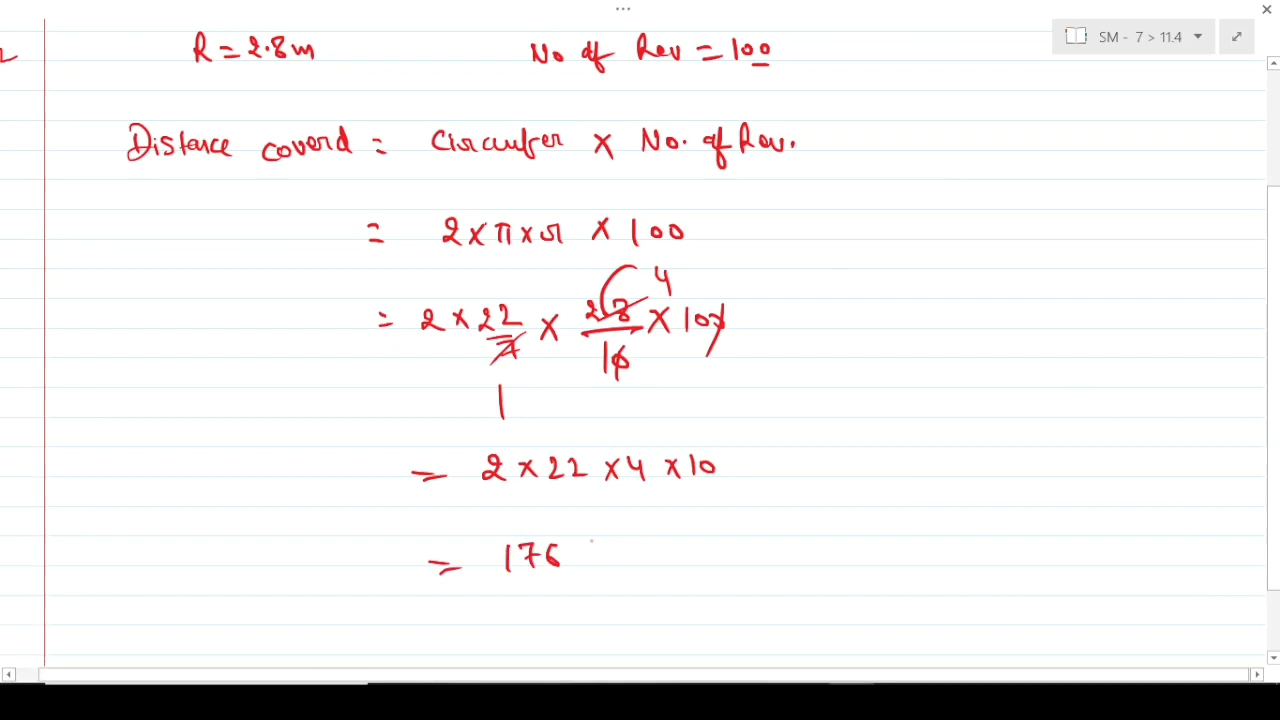 SM - 7 > 11.4
R = 2.8m No of Rev = 100
Distance coverd = Circumfer × No. of Rev.
= 2 × π × r × 100
= 2 × 22/7 × 28/10 × 100
4
1
= 2 × 22 × 4 × 10
= 176